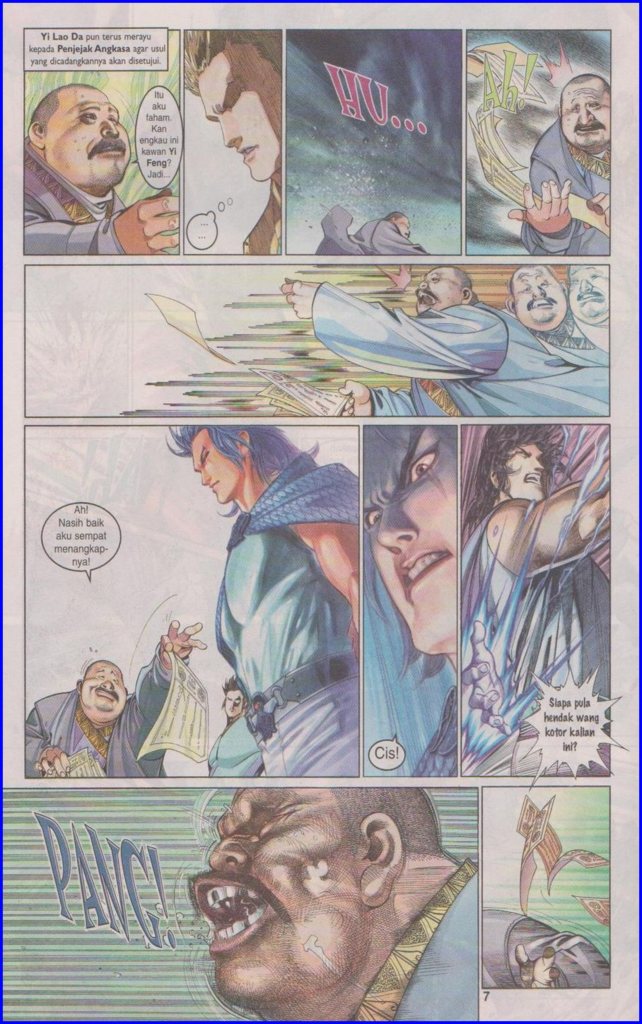 Yi Lao Da pun terus merayu
kepada Penjejak Angkasa agar usul
yang dicadangkannya akan disetujui.
Itu
aku
faham.
Kan
engkau ini
kawan Yi
Feng?
Jadi...
...
...
HU...
Ah!
Ah!
Nasih baik
aku sempat
menangkap-
nya!
Cis!
Siapa pula
hendak wang
kotor kalian
ini?
PANG!
7